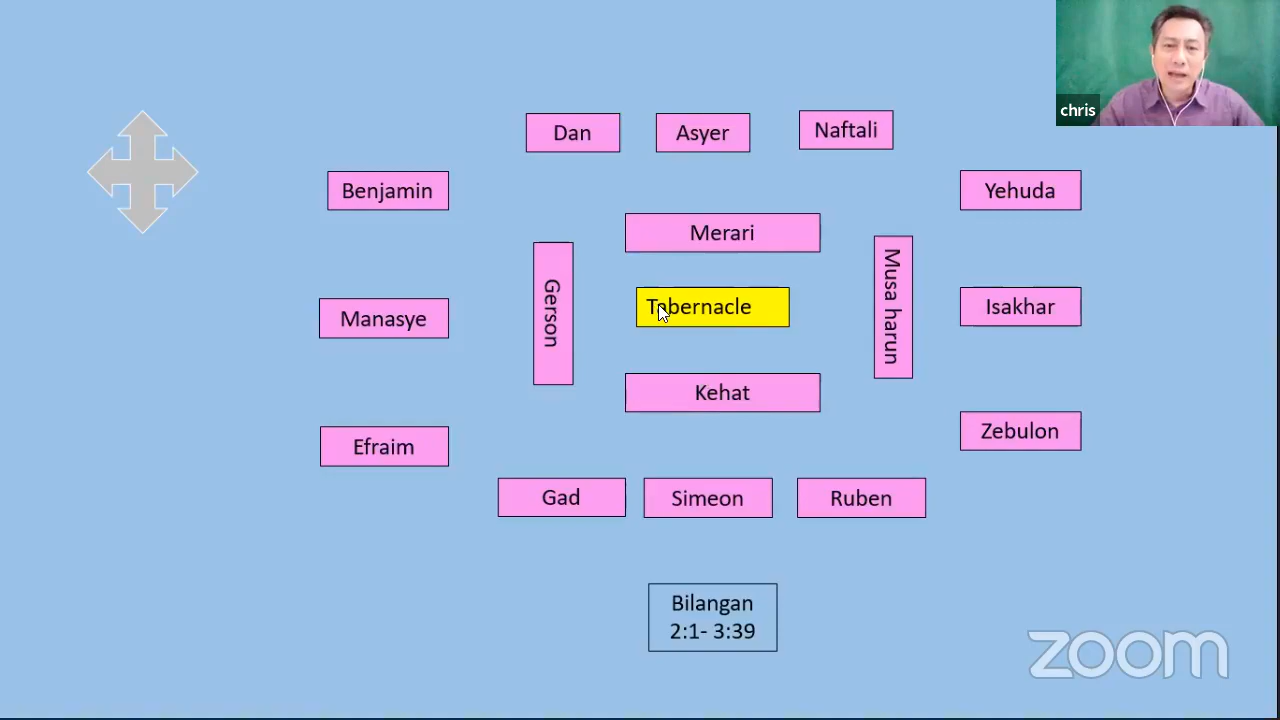 chris
Dan Asyer Naftali
Benjamin Yehuda
Merari
Gerson Musa harun
Tabernacle
Manasye Isakhar
Kehat
Efraim Zebulon
Gad Simeon Ruben
Bilangan
2:1- 3:39
zoom